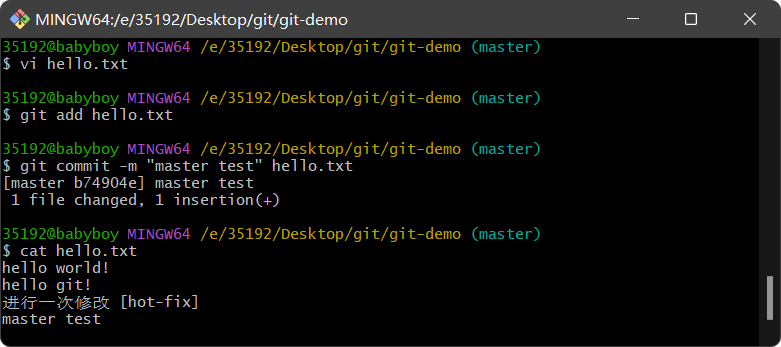 MINGW64:/e/35192/Desktop/git/git-demo
35192@babyboy MINGW64 /e/35192/Desktop/git/git-demo (master)
$ vi hello.txt
35192@babyboy MINGW64 /e/35192/Desktop/git/git-demo (master)
$ git add hello.txt
35192@babyboy MINGW64 /e/35192/Desktop/git/git-demo (master)
$ git commit -m "master test" hello.txt
[master b74904e] master test
 1 file changed, 1 insertion(+)
35192@babyboy MINGW64 /e/35192/Desktop/git/git-demo (master)
$ cat hello.txt
hello world!
hello git!
进行一次修改 [hot-fix]
master test